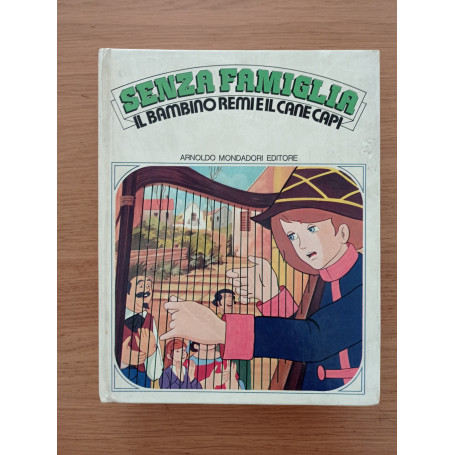 SENZA FAMIGLIA
IL BAMBINO REMI E IL CANE CAPI
ARNOLDO MONDADORI EDITORE